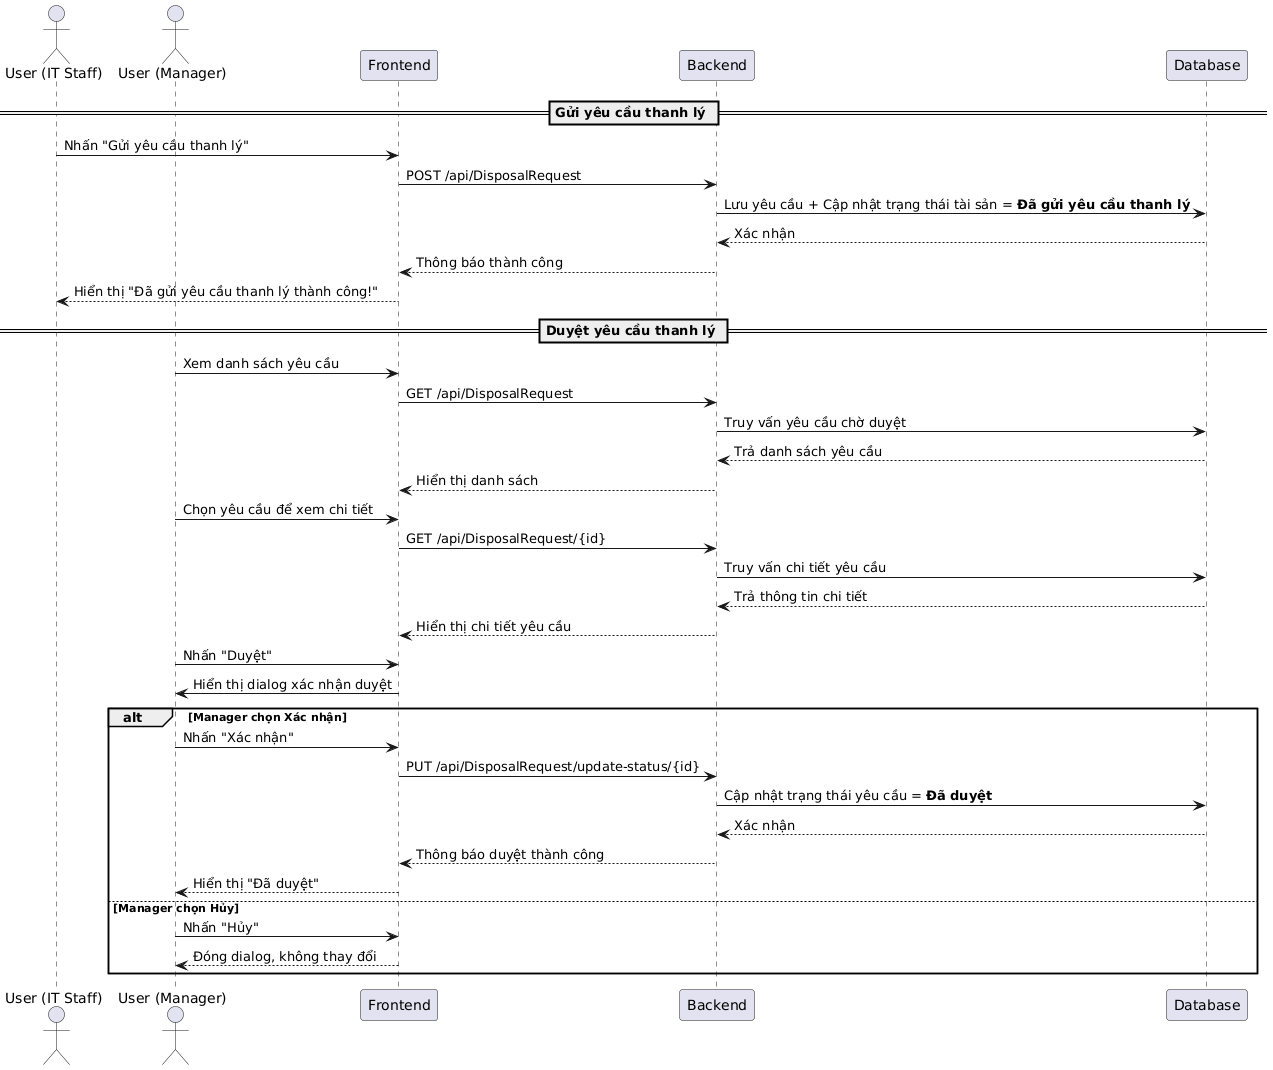 User (IT Staff)
User (Manager)
Frontend
Backend
Database
Gửi yêu cầu thanh lý
Nhấn "Gửi yêu cầu thanh lý"
POST /api/DisposalRequest
Lưu yêu cầu + Cập nhật trạng thái tài sản = Đã gửi yêu cầu thanh lý
Xác nhận
Thông báo thành công
Hiển thị "Đã gửi yêu cầu thanh lý thành công!"
Duyệt yêu cầu thanh lý
Xem danh sách yêu cầu
GET /api/DisposalRequest
Truy vấn yêu cầu chờ duyệt
Trả danh sách yêu cầu
Hiển thị danh sách
Chọn yêu cầu để xem chi tiết
GET /api/DisposalRequest/{id}
Truy vấn chi tiết yêu cầu
Trả thông tin chi tiết
Hiển thị chi tiết yêu cầu
Nhấn "Duyệt"
Hiển thị dialog xác nhận duyệt
alt
[Manager chọn Xác nhận]
Nhấn "Xác nhận"
PUT /api/DisposalRequest/update-status/{id}
Cập nhật trạng thái yêu cầu = Đã duyệt
Xác nhận
Thông báo duyệt thành công
Hiển thị "Đã duyệt"
[Manager chọn Hủy]
Nhấn "Hủy"
Đóng dialog, không thay đổi
User (IT Staff)
User (Manager)
Frontend
Backend
Database